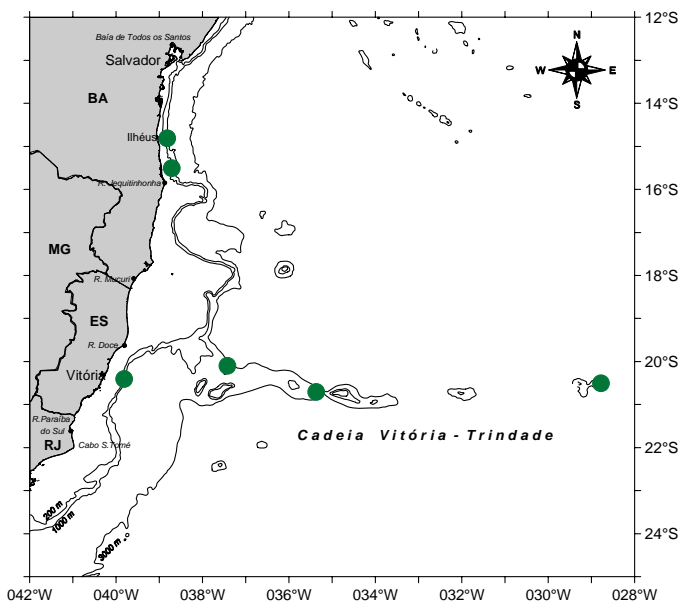 12°S
Baía de Todos os Santos
Salvador
N
W E
S
BA
14°S
Ilhéus
R. Jequitinhonha
16°S
MG
18°S
R. Mucuri
ES
R. Doce
20°S
Vitória
R.Paraíba
do Sul
RJ
Cabo S.Tomé
Cadeia Vitória - Trindade
22°S
200 m
1000 m
3000 m
24°S
042°W 040°W 038°W 036°W 034°W 032°W 030°W 028°W